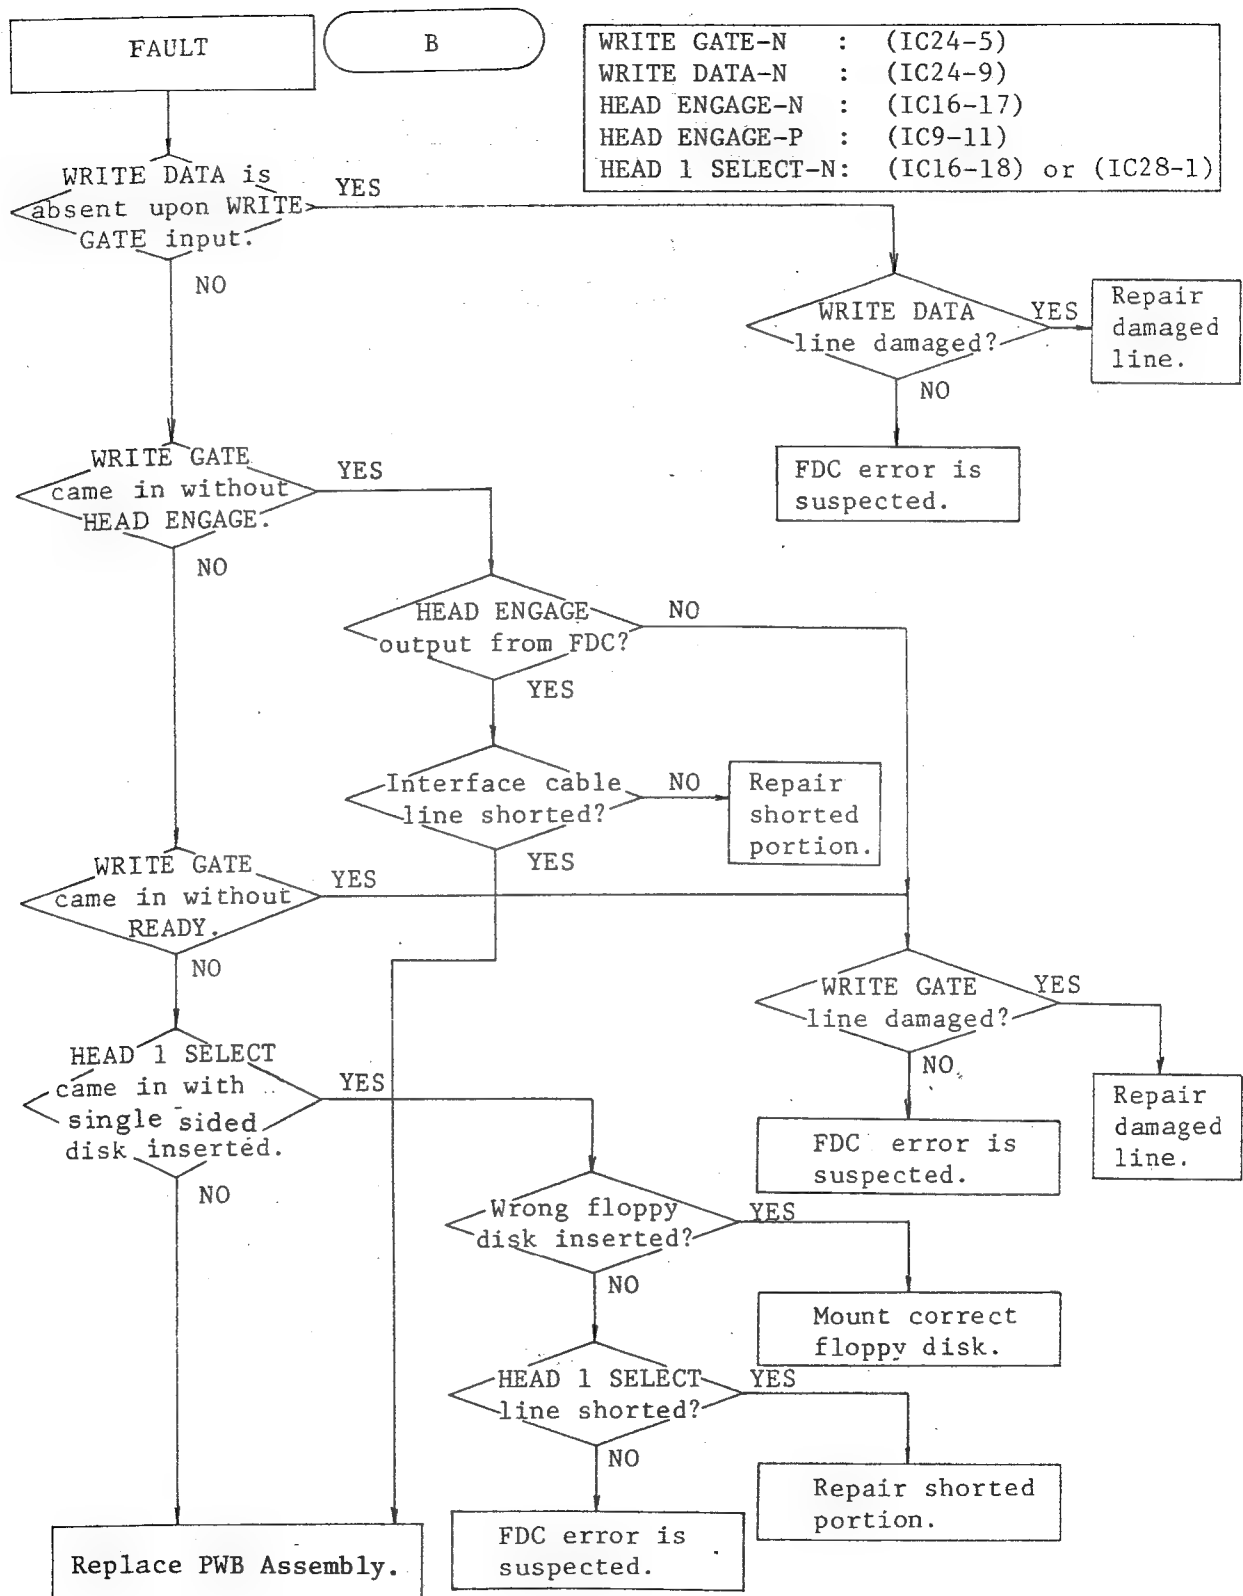 FAULT
B
WRITE GATE-N : (IC24-5)
WRITE DATA-N : (IC24-9)
HEAD ENGAGE-N : (IC16-17)
HEAD ENGAGE-P : (IC9-11)
HEAD 1 SELECT-N: (IC16-18) or (IC28-1)
WRITE DATA is
absent upon WRITE
GATE input.
YES
NO
WRITE DATA
line damaged?
YES
Repair
damaged
line.
NO
FDC error is
suspected.
WRITE GATE
came in without
HEAD ENGAGE.
YES
NO
HEAD ENGAGE
output from FDC?
NO
YES
Interface cable
line shorted?
NO
Repair
shorted
portion.
YES
WRITE GATE
came in without
READY.
YES
NO
WRITE GATE
line damaged?
YES
NO
Repair
damaged
line.
FDC error is
suspected.
HEAD 1 SELECT
came in with
single sided
disk inserted.
YES
NO
Wrong floppy
disk inserted?
YES
NO
Mount correct
floppy disk.
HEAD 1 SELECT
line shorted?
YES
NO
Repair shorted
portion.
FDC error is
suspected.
Replace PWB Assembly.